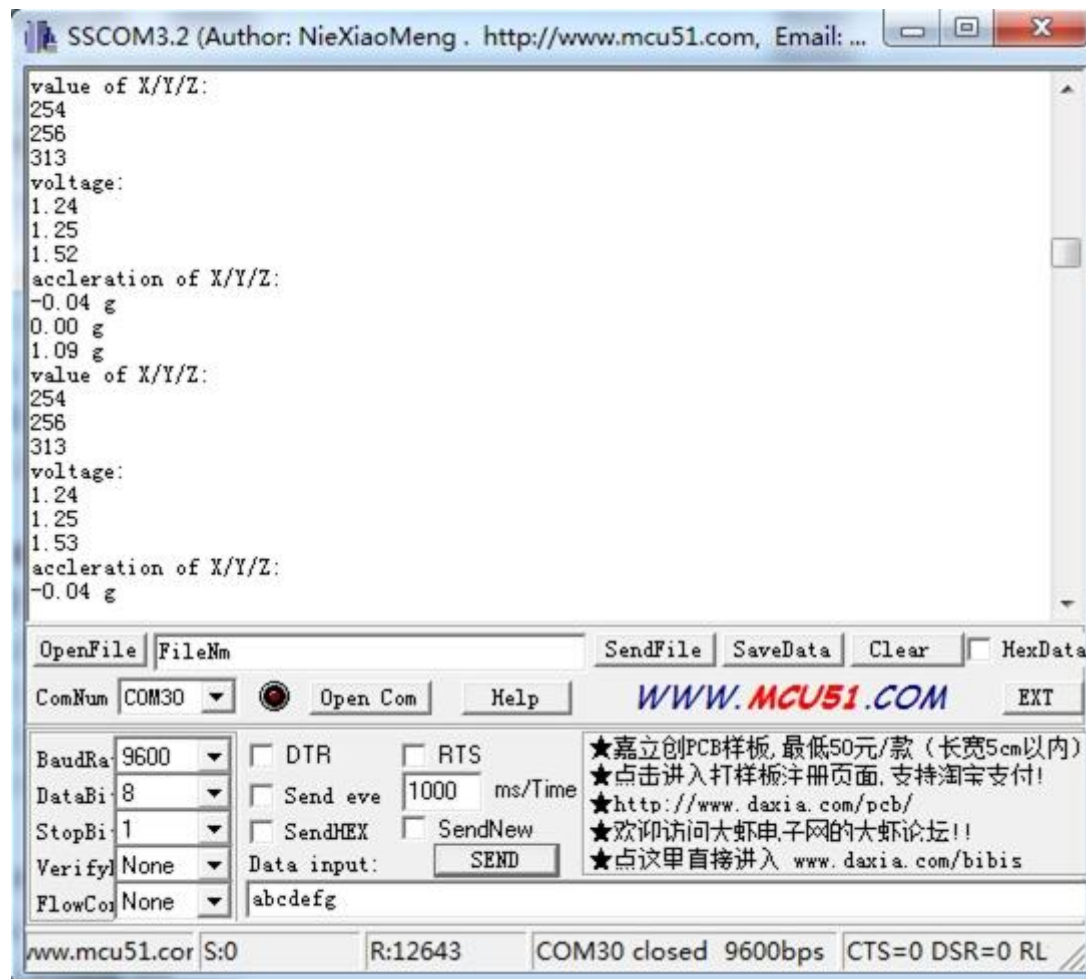 SSCOM3.2 (Author: NieXiaoMeng . http://www.mcu51.com, Email: ...
value of X/Y/Z:
254
256
313
voltage:
1.24
1.25
1.52
accleration of X/Y/Z:
-0.04 g
0.00 g
1.09 g
value of X/Y/Z:
254
256
313
voltage:
1.24
1.25
1.53
accleration of X/Y/Z:
-0.04 g
OpenFile FileNm SendFile SaveData Clear HexData
ComNum COM30 Open Com Help WWW.MCU51.COM EXT
BaudRa 9600 DTR RTS
DataBi 8 Send eve 1000 ms/Time
StopBi 1 SendHEX SendNew
Verify None Data input: SEND
FlowCo None abcdefg
★嘉立创PCB样板,最低50元/款（长宽5cm以内）
★点击进入打样板注册页面,支持淘宝支付!
★http://www.daxia.com/pcb/
★欢迎访问大虾电子网的大虾论坛!!
★点这里直接进入 www.daxia.com/bibis
www.mcu51.cor S:0 R:12643 COM30 closed 9600bps CTS=0 DSR=0 RL